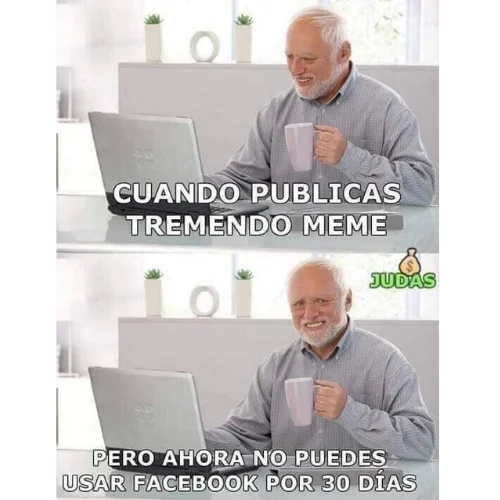 CUANDO PUBLICAS
TREMENDO MEME
JUDAS
PERO AHORA NO PUEDES
USAR FACEBOOK POR 30 DÍAS